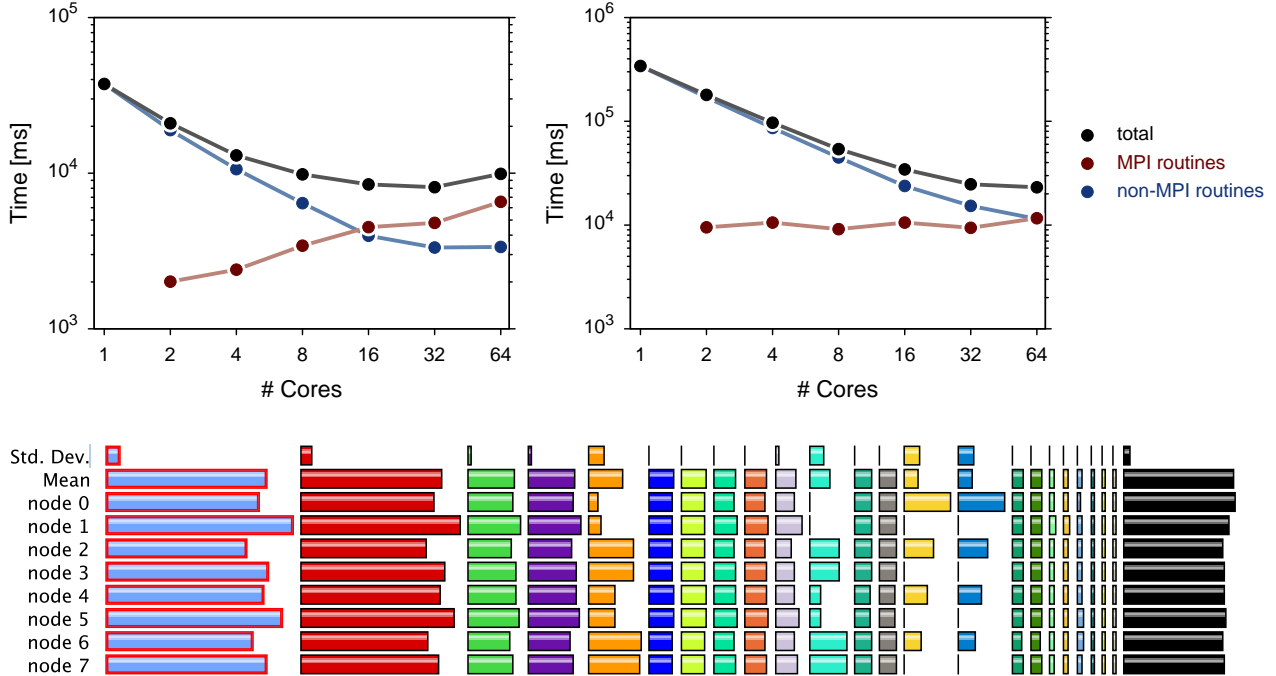 10^5
10^4
10^3
Time [ms]
1 2 4 8 16 32 64
# Cores
10^6
10^5
10^4
10^3
Time [ms]
1 2 4 8 16 32 64
# Cores
total
MPI routines
non-MPI routines
Std. Dev.
Mean
node 0
node 1
node 2
node 3
node 4
node 5
node 6
node 7